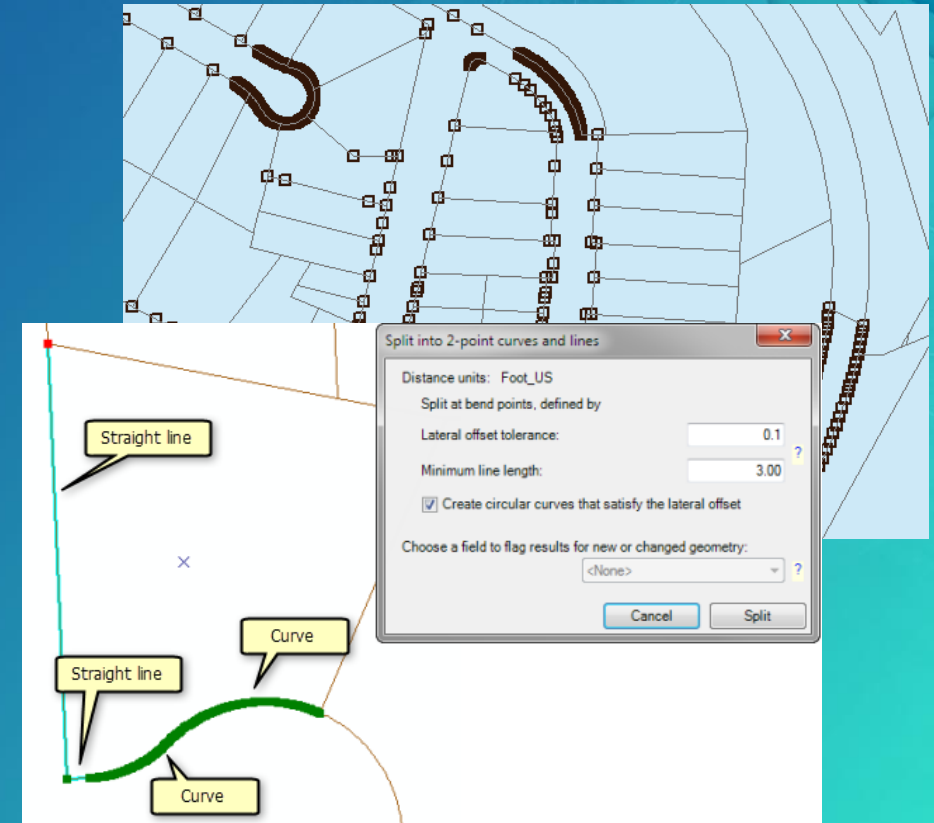 Split into 2-point curves and lines
Distance units: Foot_US
Split at bend points, defined by
Lateral offset tolerance: 0.1
?
Minimum line length: 3.00
Create circular curves that satisfy the lateral offset
Choose a field to flag results for new or changed geometry:
<None> ?
Cancel Split
Straight line
Curve
Straight line
Curve